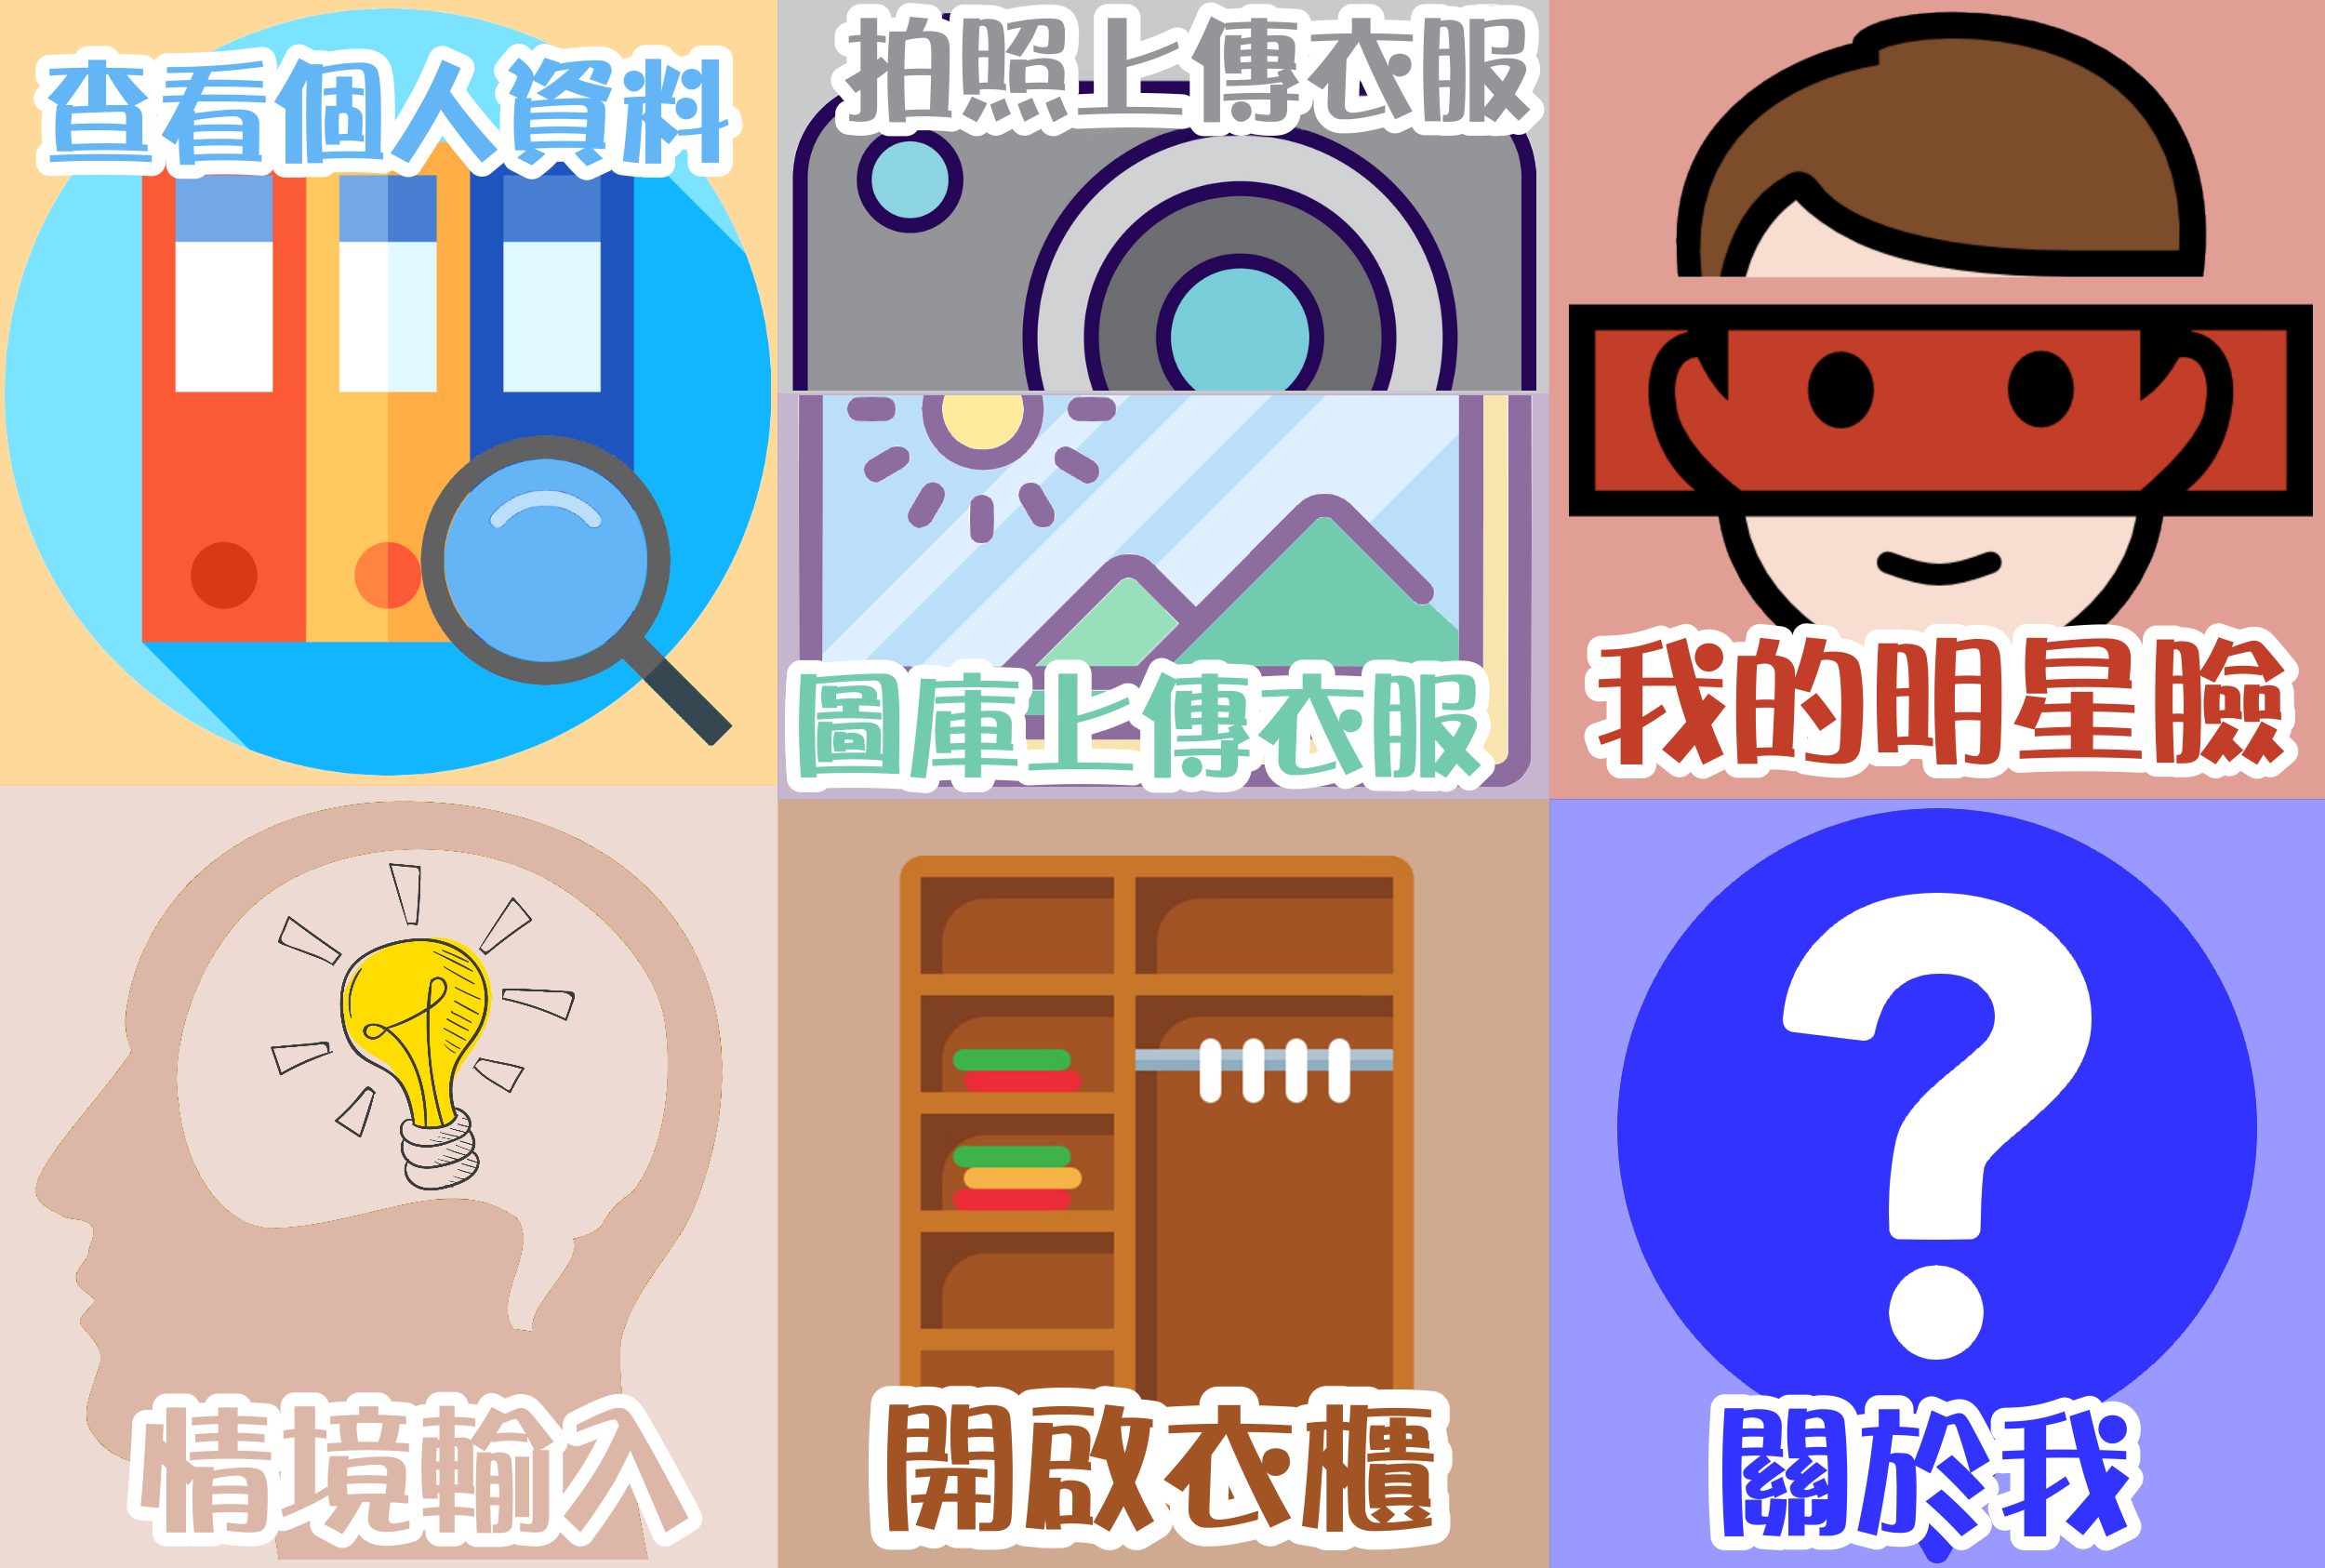 查看個人資料
拍照上傳衣服
圖庫上傳衣服
我的明星臉
情境輸入
開啟衣櫃
關於我